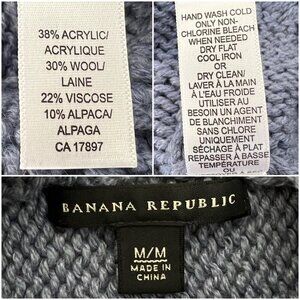 38% ACRYLIC/
ACRYLIQUE
30% WOOL/
LAINE
22% VISCOSE
10% ALPACA/
ALPAGA
CA 17897
HAND WASH COLD
ONLY NON-
CHLORINE BLEACH
WHEN NEEDED
DRY FLAT
COOL IRON
OR
DRY CLEAN/
LAVER À LA MAIN
À L'EAU FROIDE
UTILISER AU
BESOIN UN AGENT
DE BLANCHIMENT
SANS CHLORE
UNIQUEMENT
SÉCHER À PLAT
REPASSER À BASSE
TEMPÉRATURE
OU
BANANA REPUBLIC
M/M
MADE IN
CHINA